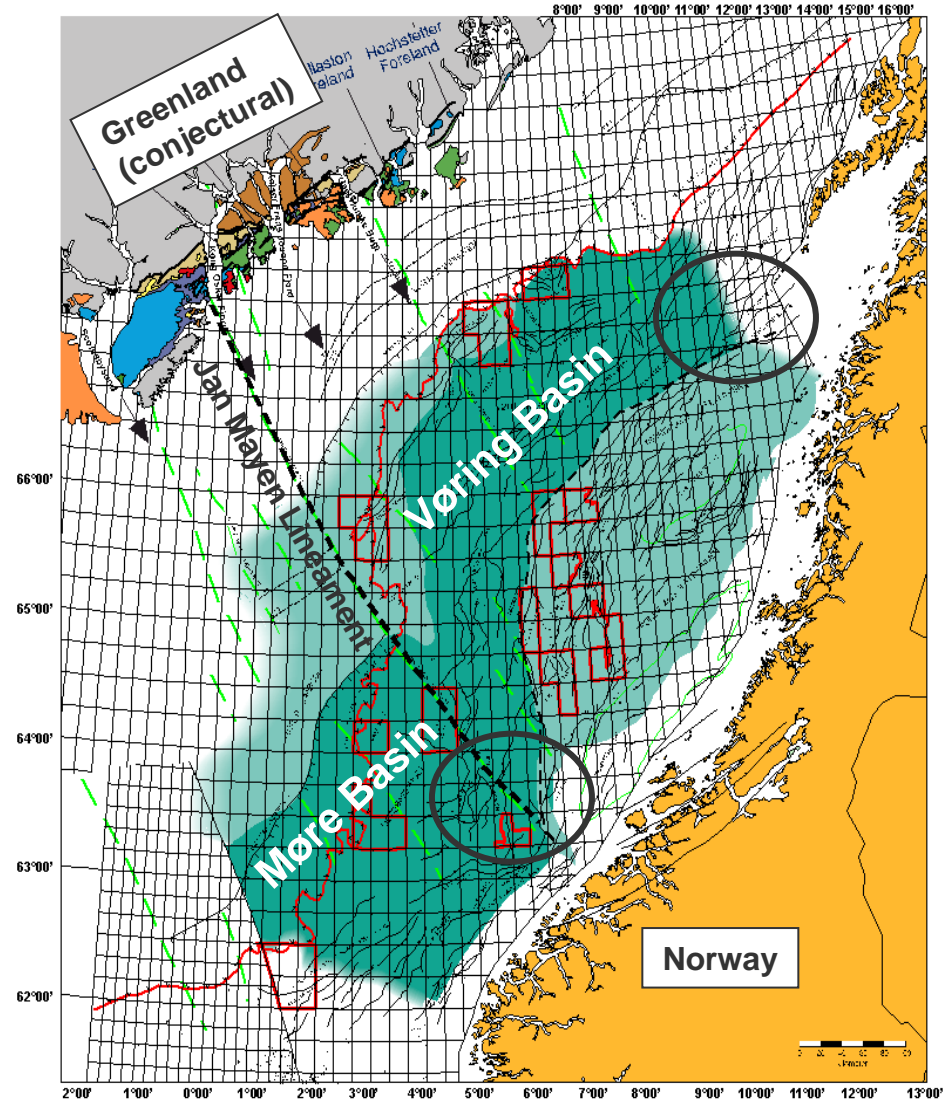 8°00' 9°00' 10°00' 11°00' 12°00' 13°00' 14°00' 15°00' 16°00'
Hochstetter
Foreland
Greenland
(conjectural)
66°00'
65°00'
64°00'
63°00'
62°00'
Jan Mayen Lineament
Vøring Basin
Møre Basin
Norway
2°00' 1°00' 0°00' 1°00' 2°00' 3°00' 4°00' 5°00' 6°00' 7°00' 8°00' 9°00' 10°00' 11°00' 12°00' 13°00'